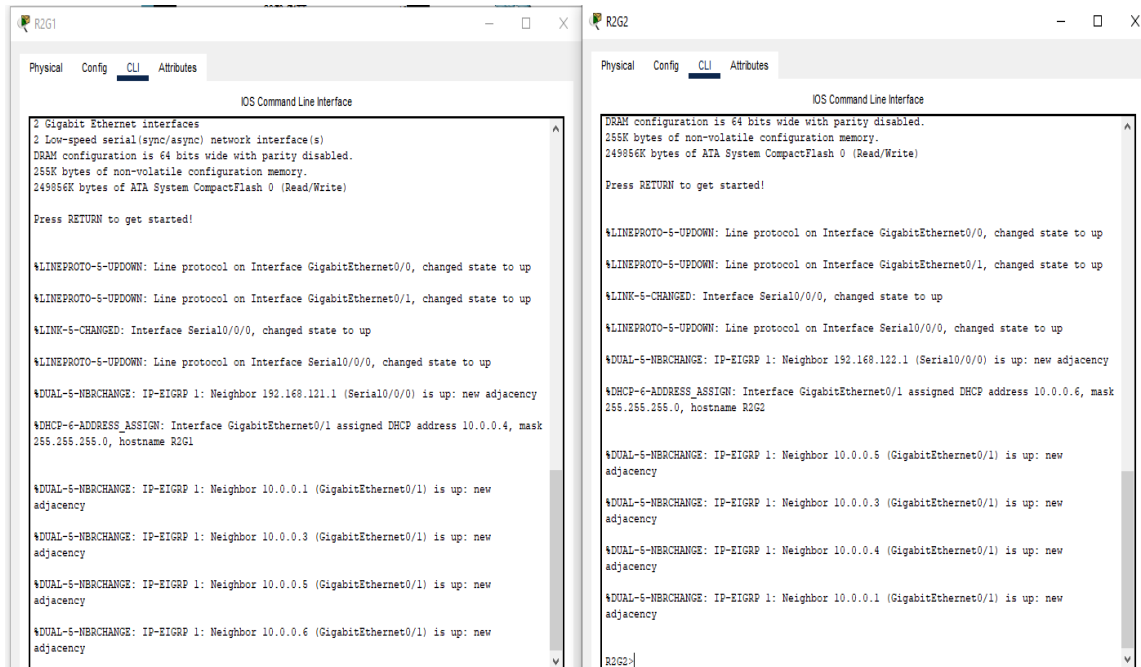 R2G1
Physical Config CLI Attributes
IOS Command Line Interface
2 Gigabit Ethernet interfaces
2 Low-speed serial(sync/async) network interface(s)
DRAM configuration is 64 bits wide with parity disabled.
255K bytes of non-volatile configuration memory.
249856K bytes of ATA System CompactFlash 0 (Read/Write)
Press RETURN to get started!
%LINEPROTO-5-UPDOWN: Line protocol on Interface GigabitEthernet0/0, changed state to up
%LINEPROTO-5-UPDOWN: Line protocol on Interface GigabitEthernet0/1, changed state to up
%LINK-5-CHANGED: Interface Serial0/0/0, changed state to up
%LINEPROTO-5-UPDOWN: Line protocol on Interface Serial0/0/0, changed state to up
%DUAL-5-NBRCHANGE: IP-EIGRP 1: Neighbor 192.168.121.1 (Serial0/0/0) is up: new adjacency
%DHCP-6-ADDRESS_ASSIGN: Interface GigabitEthernet0/1 assigned DHCP address 10.0.0.4, mask
255.255.255.0, hostname R2G1
%DUAL-5-NBRCHANGE: IP-EIGRP 1: Neighbor 10.0.0.1 (GigabitEthernet0/1) is up: new
adjacency
%DUAL-5-NBRCHANGE: IP-EIGRP 1: Neighbor 10.0.0.3 (GigabitEthernet0/1) is up: new
adjacency
%DUAL-5-NBRCHANGE: IP-EIGRP 1: Neighbor 10.0.0.5 (GigabitEthernet0/1) is up: new
adjacency
%DUAL-5-NBRCHANGE: IP-EIGRP 1: Neighbor 10.0.0.6 (GigabitEthernet0/1) is up: new
adjacency
R2G2
Physical Config CLI Attributes
IOS Command Line Interface
DRAM configuration is 64 bits wide with parity disabled.
255K bytes of non-volatile configuration memory.
249856K bytes of ATA System CompactFlash 0 (Read/Write)
Press RETURN to get started!
%LINEPROTO-5-UPDOWN: Line protocol on Interface GigabitEthernet0/0, changed state to up
%LINEPROTO-5-UPDOWN: Line protocol on Interface GigabitEthernet0/1, changed state to up
%LINK-5-CHANGED: Interface Serial0/0/0, changed state to up
%LINEPROTO-5-UPDOWN: Line protocol on Interface Serial0/0/0, changed state to up
%DUAL-5-NBRCHANGE: IP-EIGRP 1: Neighbor 192.168.122.1 (Serial0/0/0) is up: new adjacency
%DHCP-6-ADDRESS_ASSIGN: Interface GigabitEthernet0/1 assigned DHCP address 10.0.0.6, mask
255.255.255.0, hostname R2G2
%DUAL-5-NBRCHANGE: IP-EIGRP 1: Neighbor 10.0.0.5 (GigabitEthernet0/1) is up: new
adjacency
%DUAL-5-NBRCHANGE: IP-EIGRP 1: Neighbor 10.0.0.3 (GigabitEthernet0/1) is up: new
adjacency
%DUAL-5-NBRCHANGE: IP-EIGRP 1: Neighbor 10.0.0.4 (GigabitEthernet0/1) is up: new
adjacency
%DUAL-5-NBRCHANGE: IP-EIGRP 1: Neighbor 10.0.0.1 (GigabitEthernet0/1) is up: new
adjacency
R2G2>